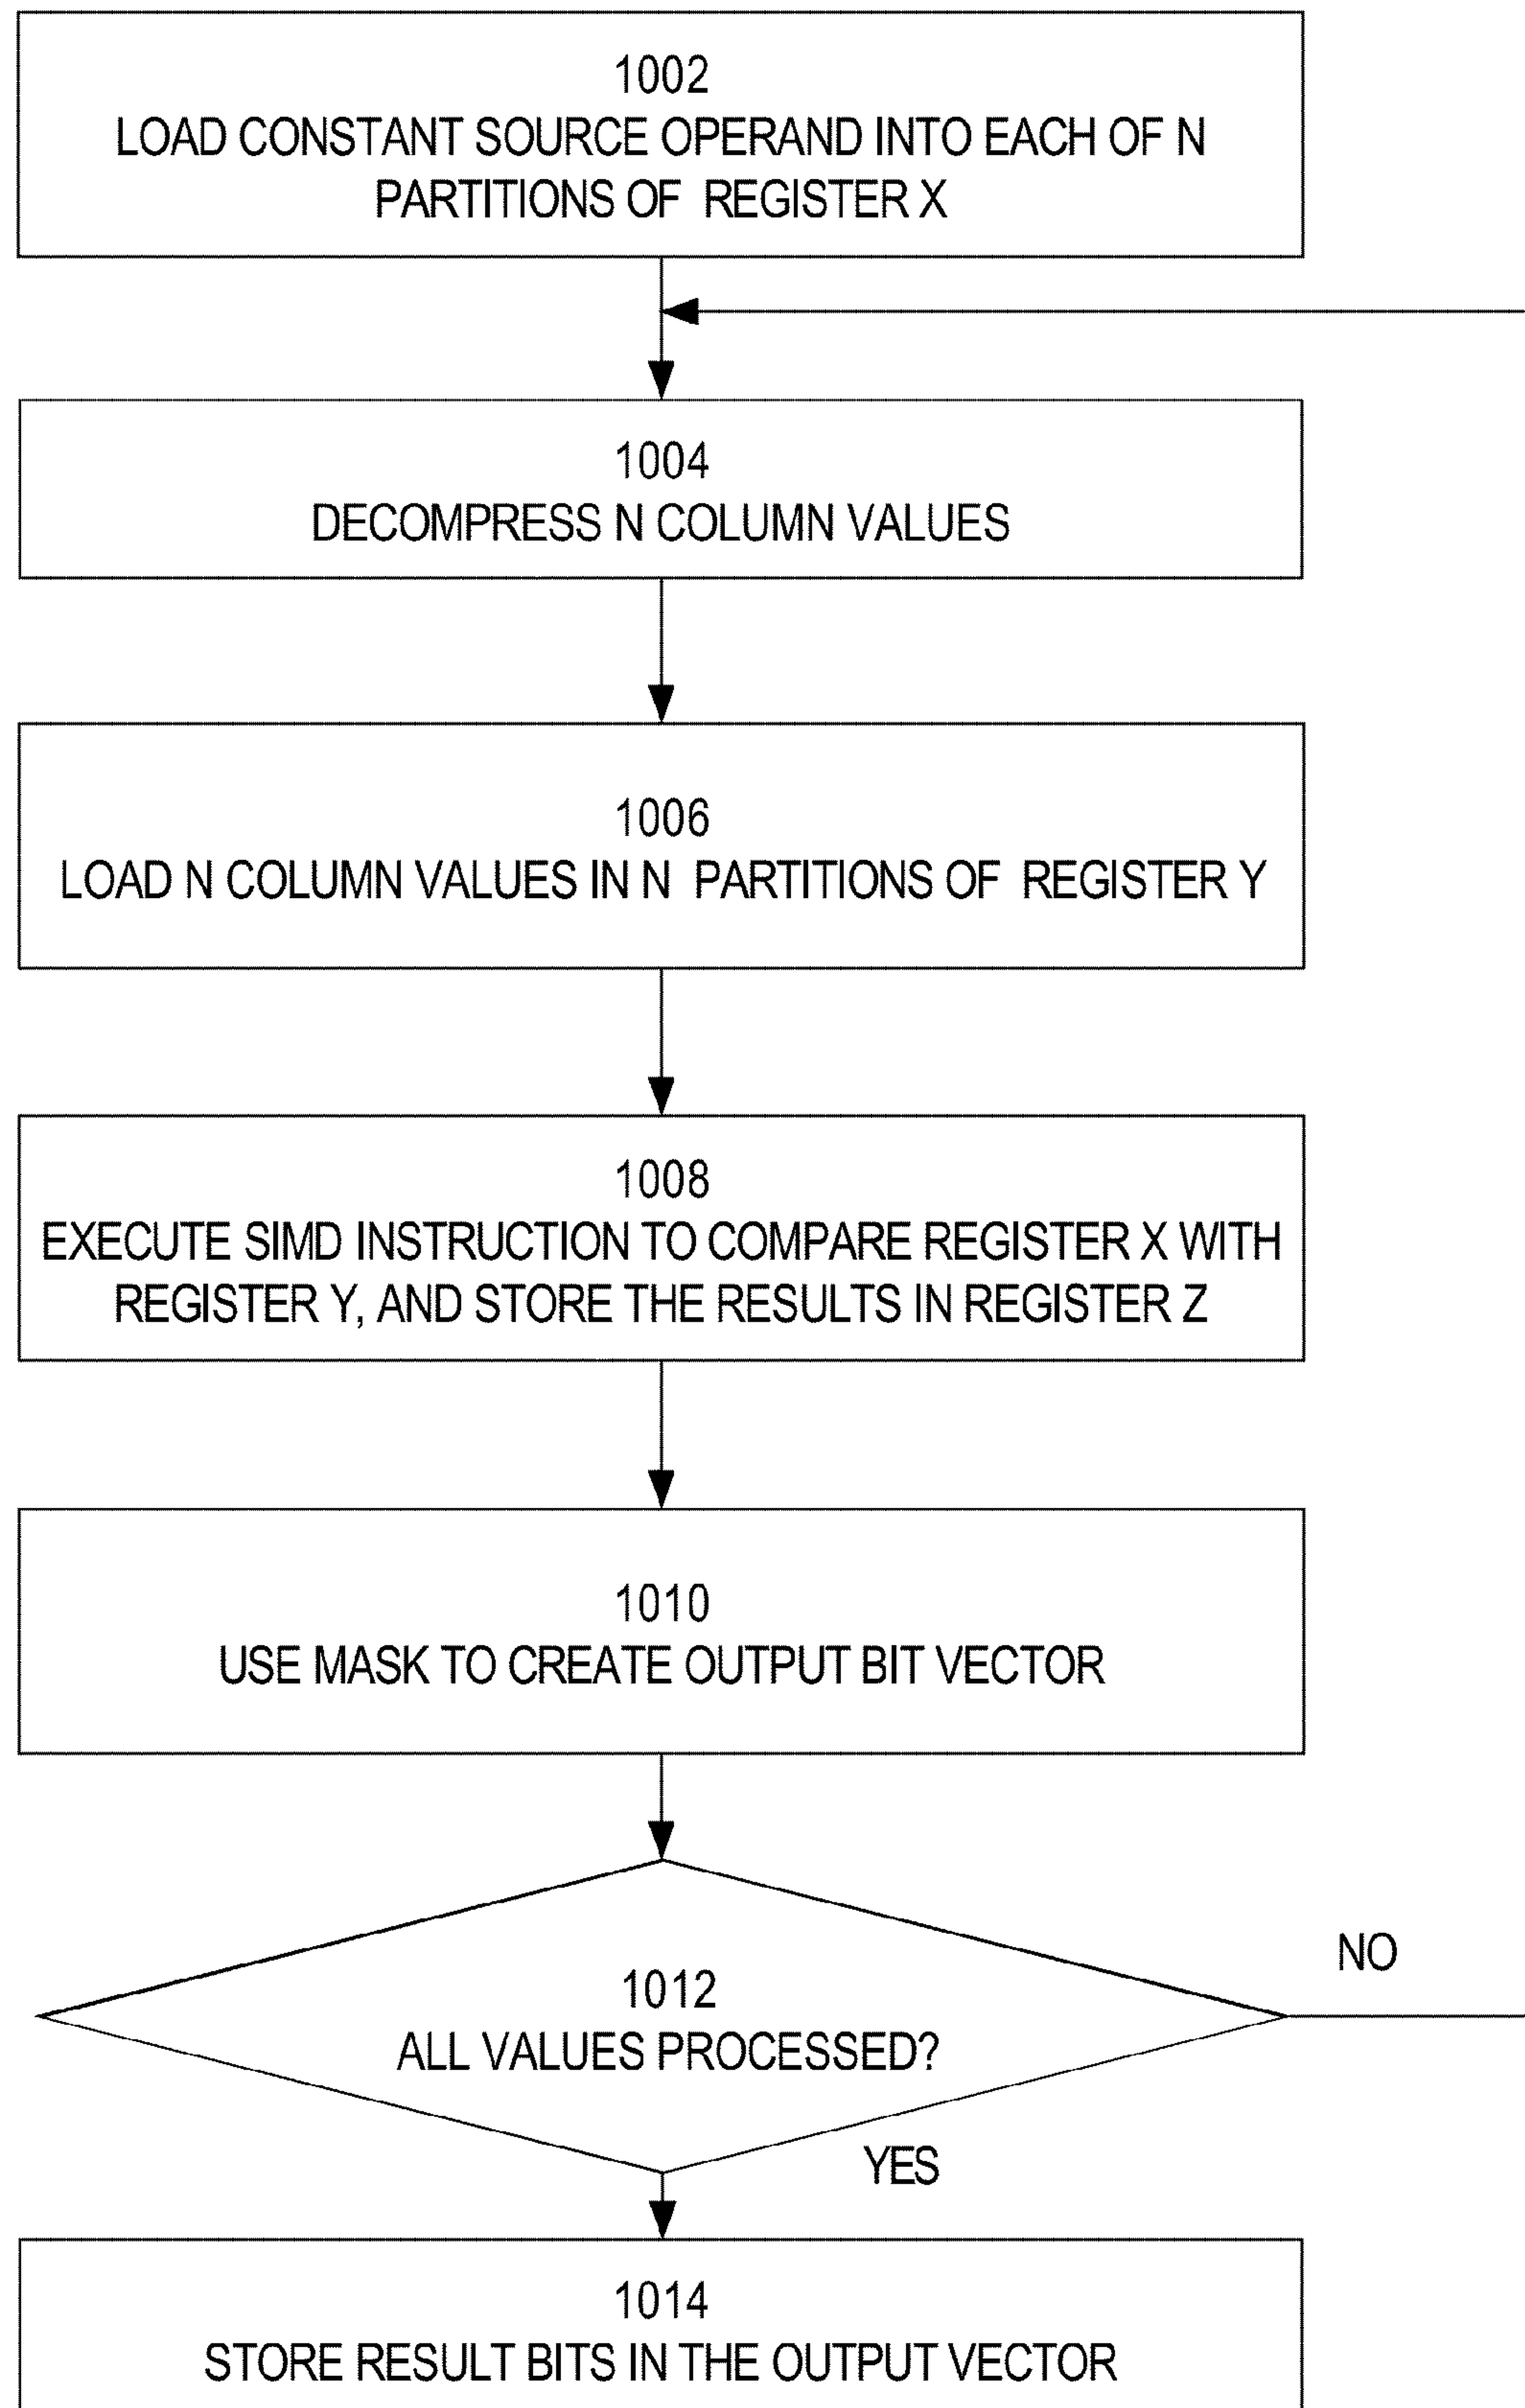 1002
LOAD CONSTANT SOURCE OPERAND INTO EACH OF N
PARTITIONS OF REGISTER X
1004
DECOMPRESS N COLUMN VALUES
1006
LOAD N COLUMN VALUES IN N PARTITIONS OF REGISTER Y
1008
EXECUTE SIMD INSTRUCTION TO COMPARE REGISTER X WITH
REGISTER Y, AND STORE THE RESULTS IN REGISTER Z
1010
USE MASK TO CREATE OUTPUT BIT VECTOR
NO
1012
ALL VALUES PROCESSED?
YES
1014
STORE RESULT BITS IN THE OUTPUT VECTOR